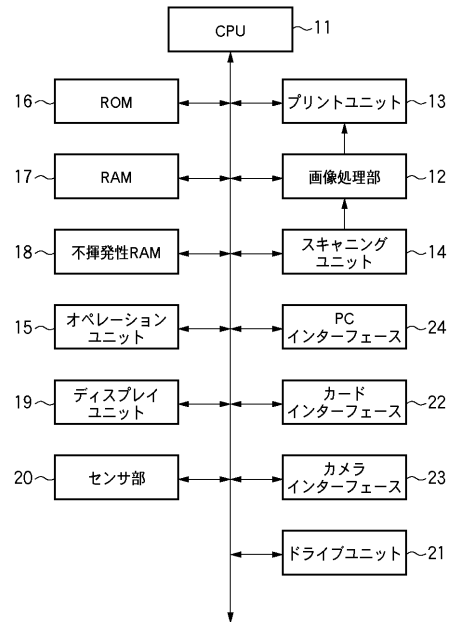 CPU
11
16
ROM
プリントユニット
13
17
RAM
画像処理部
12
18
不揮発性RAM
スキャニング
ユニット
14
15
オペレーション
ユニット
PC
インターフェース
24
19
ディスプレイ
ユニット
カード
インターフェース
22
20
センサ部
カメラ
インターフェース
23
ドライブユニット
21